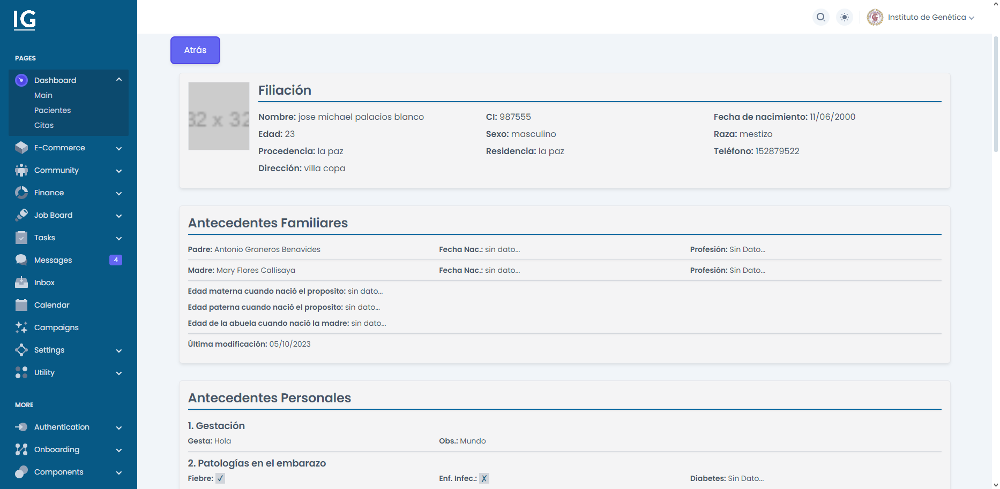 IG
Instituto de Genética
PAGES
Dashboard
Main
Pacientes
Citas
E-Commerce
Community
Finance
Job Board
Tasks
Messages 4
Inbox
Calendar
Campaigns
Settings
Utility
MORE
Authentication
Onboarding
Components
Atrás
32 x 32
Filiación
Nombre: jose michael palacios blanco CI: 987555 Fecha de nacimiento: 11/06/2000
Edad: 23 Sexo: masculino Raza: mestizo
Procedencia: la paz Residencia: la paz Teléfono: 152879522
Dirección: villa copa
Antecedentes Familiares
Padre: Antonio Graneros Benavides Fecha Nac.: sin dato... Profesión: Sin Dato...
Madre: Mary Flores Callisaya Fecha Nac.: sin dato... Profesión: Sin Dato...
Edad materna cuando nació el proposito: sin dato...
Edad paterna cuando nació el proposito: sin dato...
Edad de la abuela cuando nació la madre: sin dato...
Última modificación: 05/10/2023
Antecedentes Personales
1. Gestación
Gesta: Hola Obs.: Mundo
2. Patologías en el embarazo
Fiebre: ✓ Enf. Infec.: ✗ Diabetes: Sin Dato...